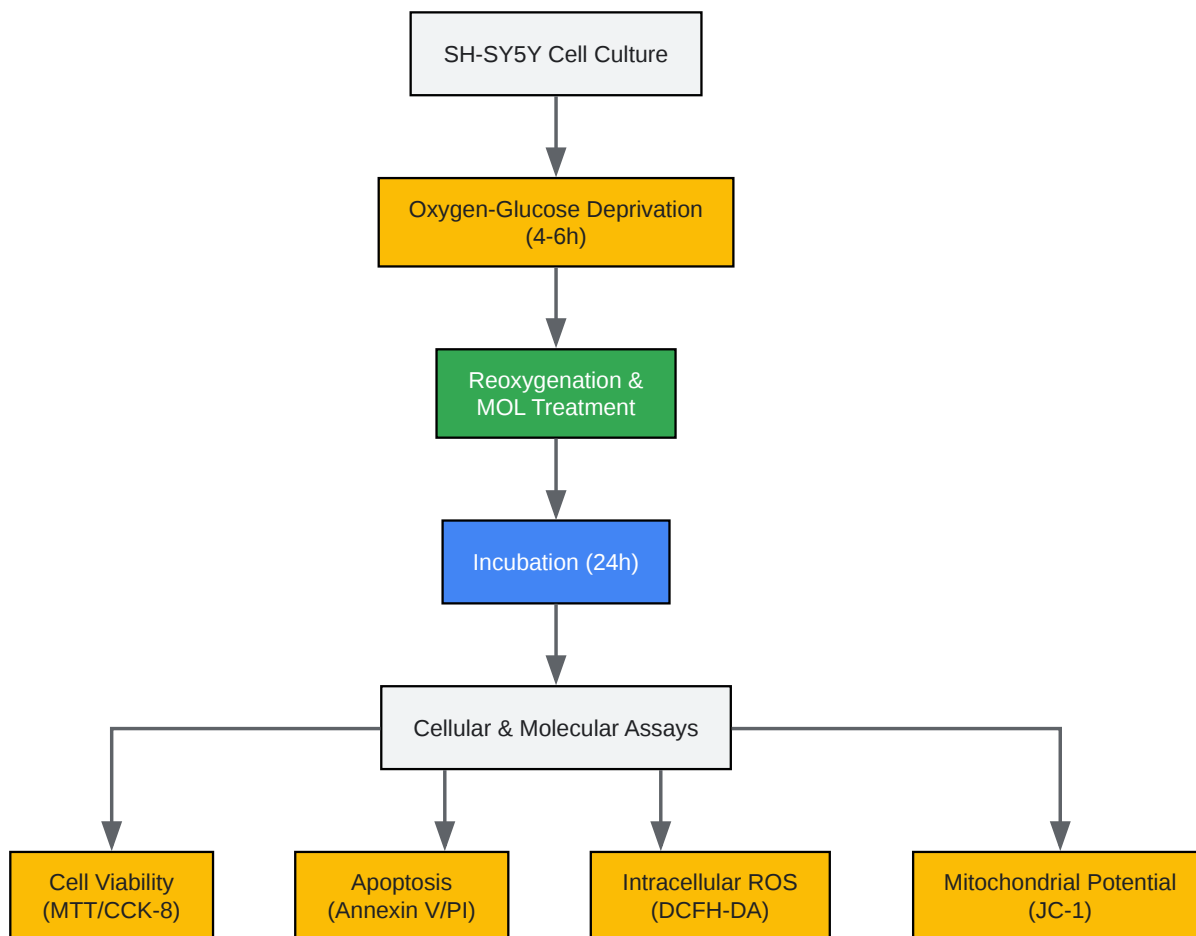 SH-SY5Y Cell Culture
Oxygen-Glucose Deprivation
(4-6h)
Reoxygenation &
MOL Treatment
Incubation (24h)
Cellular & Molecular Assays
Cell Viability
(MTT/CCK-8)
Apoptosis
(Annexin V/PI)
Intracellular ROS
(DCFH-DA)
Mitochondrial Potential
(JC-1)